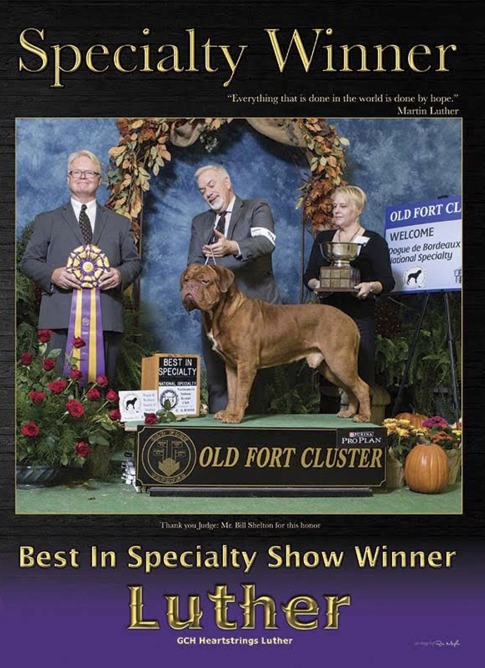 Specialty Winner
“Everything that is done in the world is done by hope.”
Martin Luther
OLD FORT CL
WELCOME
Dogue de Bordeaux
National Specialty
BEST IN
SPECIALTY
NATIONAL SPECIALTY
PURINA
PRO PLAN
OLD FORT CLUSTER
Thank you Judge: Mr. Bill Shelton for this honor
Best In Specialty Show Winner
Luther
GCH Heartstrings Luther